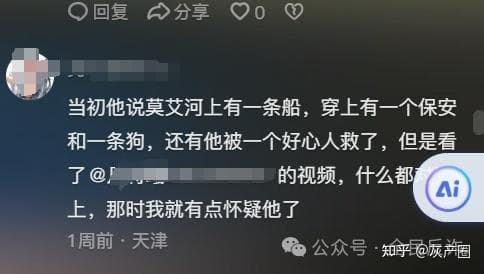 回复 分享 0
当初他说莫艾河上有一条船，穿上有一个保安
和一条狗，还有他被一个好心人救了，但是看
了@ 的视频，什么都
上，那时我就有点怀疑他了
Ai
1周前·天津
公众号·
知乎 @灰产圈